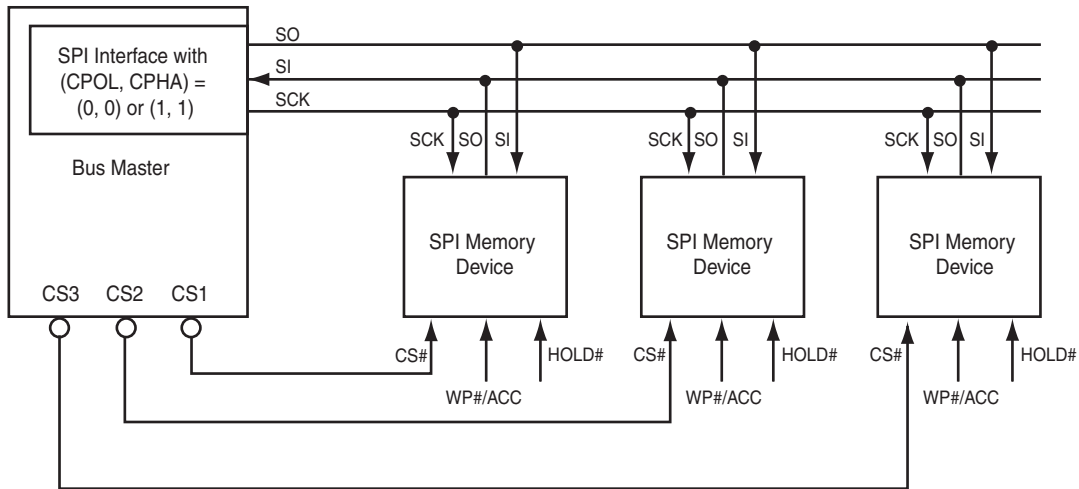 SPI Interface with
(CPOL, CPHA) =
(0, 0) or (1, 1)
Bus Master
SO
SI
SCK
SCK SO SI
SCK SO SI
SCK SO SI
SPI Memory
Device
SPI Memory
Device
SPI Memory
Device
CS3 CS2 CS1
CS# HOLD#
CS# HOLD#
CS# HOLD#
WP#/ACC
WP#/ACC
WP#/ACC